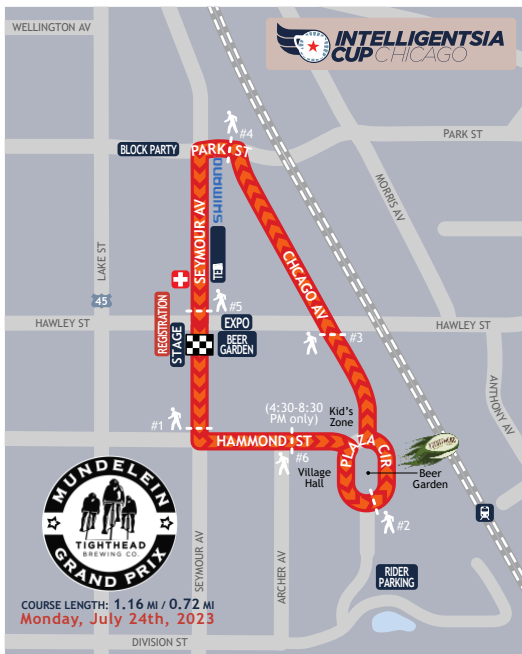 WELLINGTON AV
INTELLIGENTSIA
CUP CHICAGO
#4
BLOCK PARTY
PARK ST
PARK ST
SHIMANO
MORRIS AV
SEYMOUR AV
CHICAGO AV
LAKE ST
45
#5
REGISTRATION
STAGE
EXPO
BEER
GARDEN
HAWLEY ST
HAWLEY ST
#3
ANTHONY AV
#1
(4:30-8:30
PM only)
Kid's
Zone
HAMMOND ST
PLAZA CIR
#6
Village
Hall
Beer
Garden
#2
MUNDELEIN
TIGHTHEAD
BREWING CO.
GRAND PRIX
SEYMOUR AV
ARCHER AV
RIDER
PARKING
COURSE LENGTH: 1.16 MI / 0.72 MI
Monday, July 24th, 2023
DIVISION ST